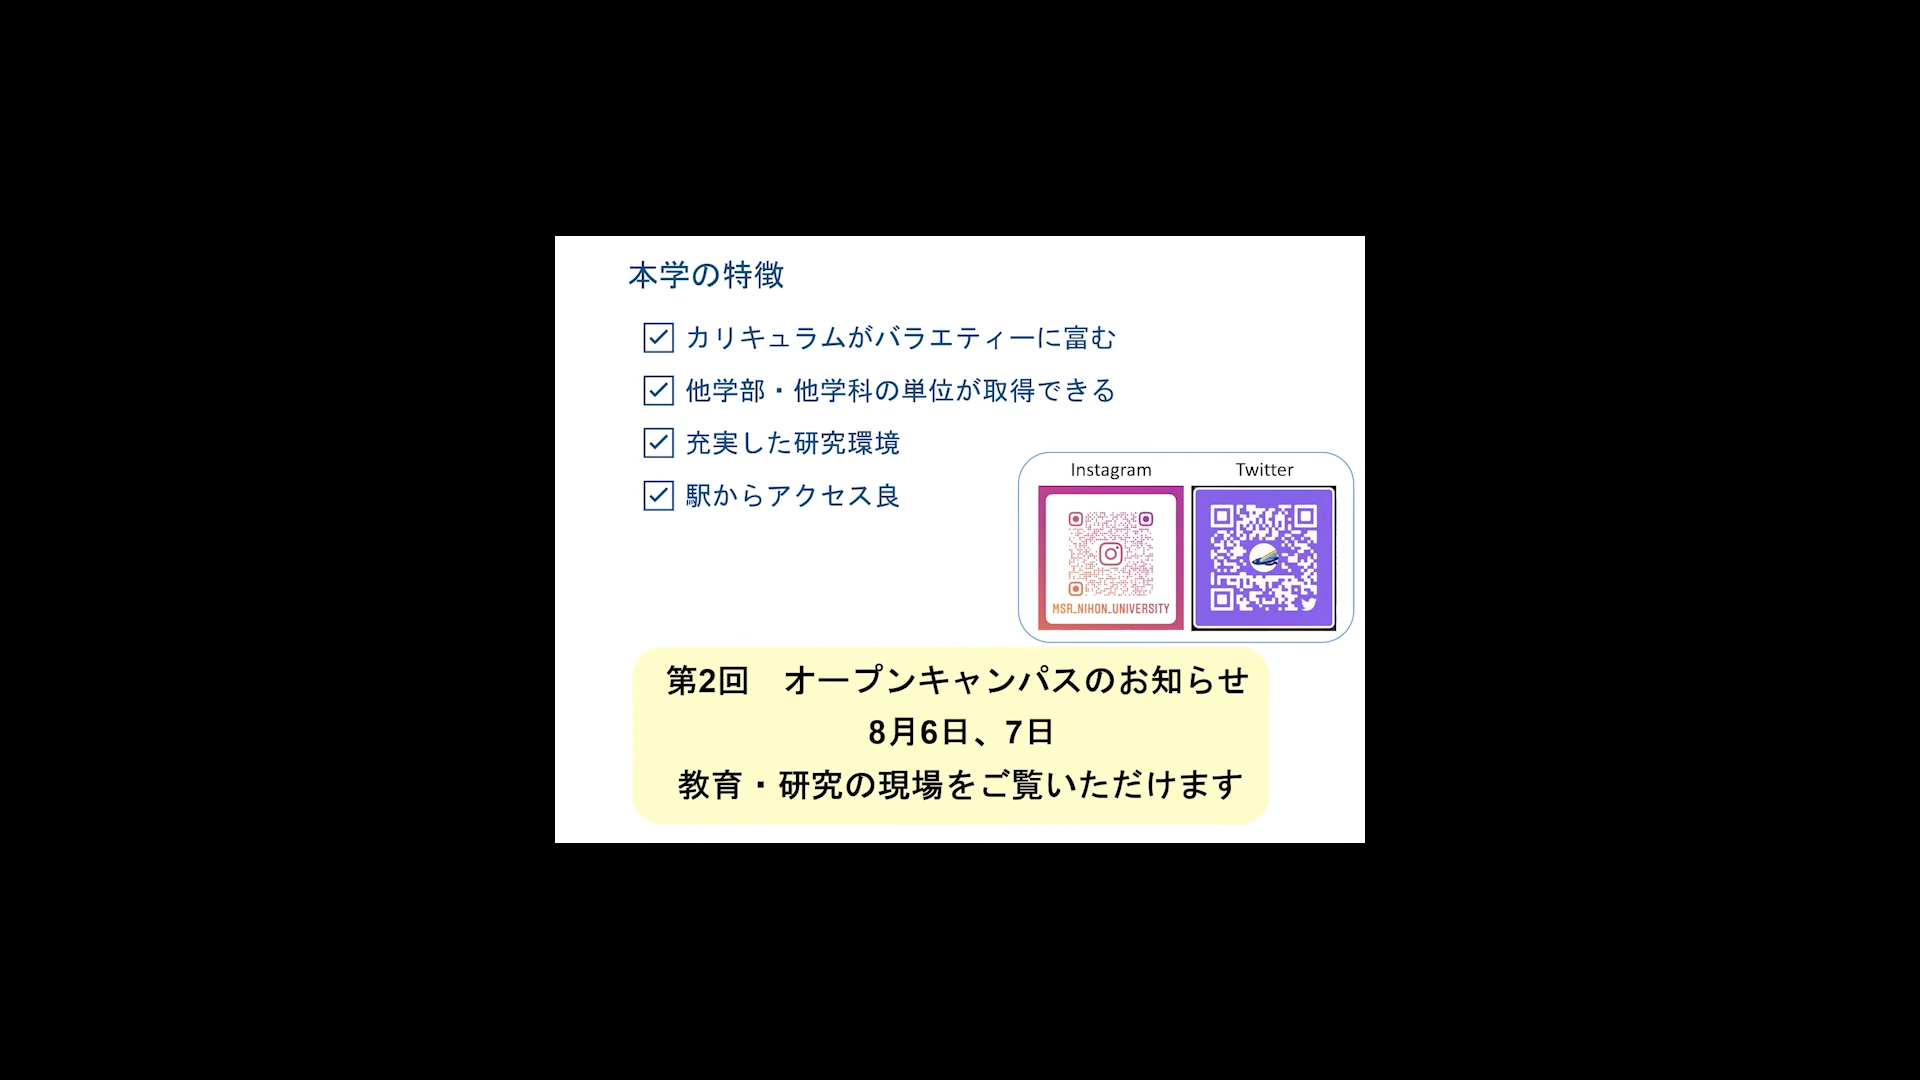 本学の特徴
カリキュラムがバラエティーに富む
他学部・他学科の単位が取得できる
充実した研究環境
駅からアクセス良
Instagram
Twitter
MSR_NIHON_UNIVERSITY
第2回　オープンキャンパスのお知らせ
8月6日、7日
教育・研究の現場をご覧いただけます